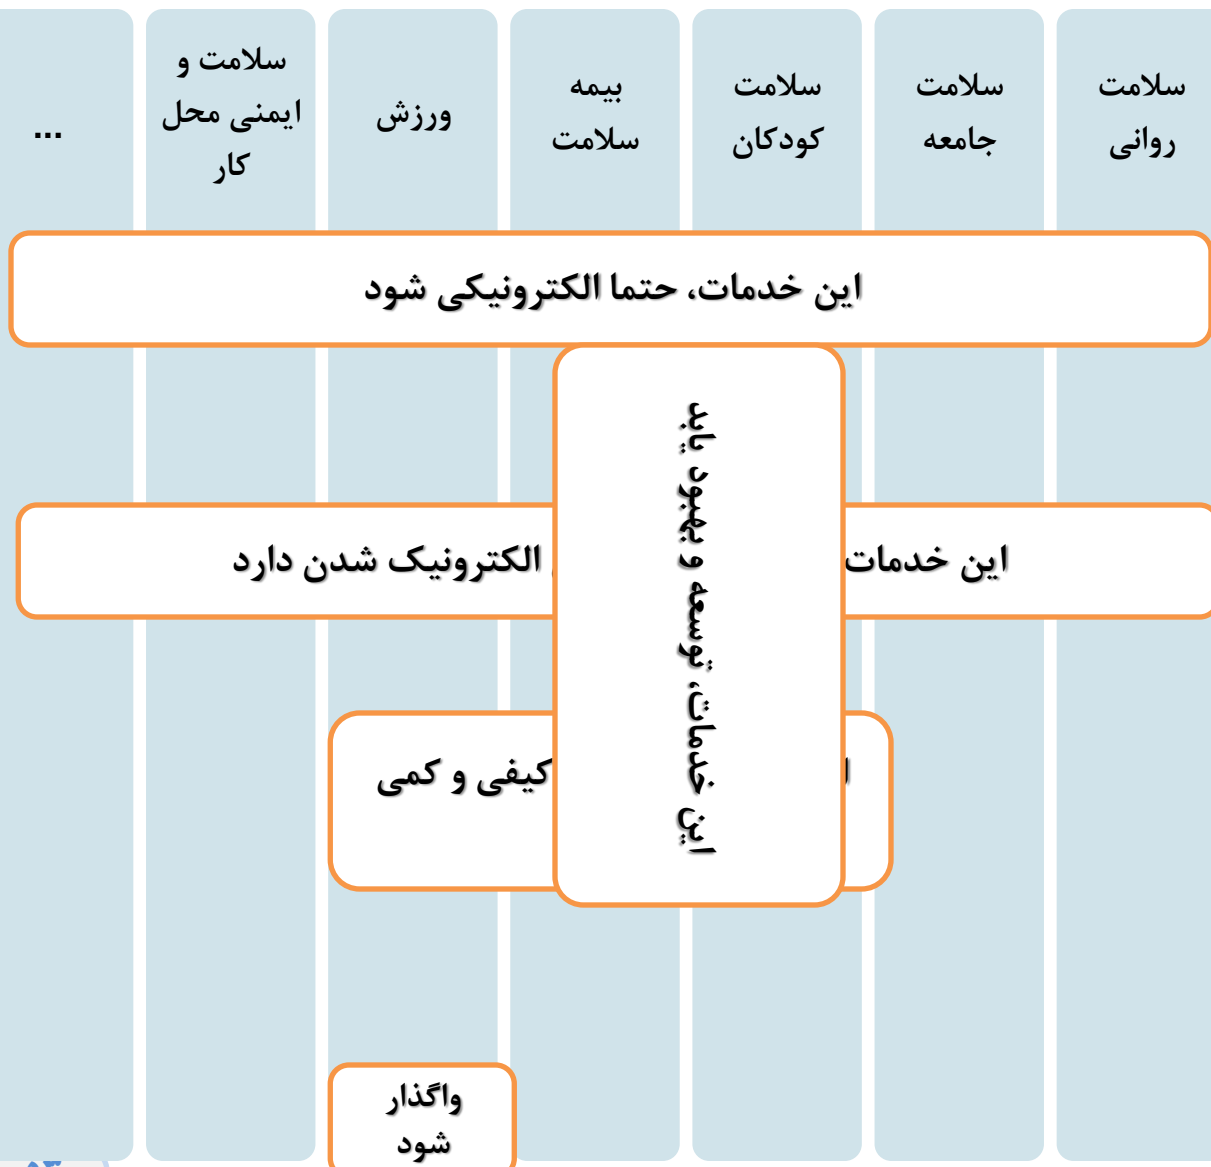 سلامت
روانی
سلامت
جامعه
سلامت
کودکان
بیمه
سلامت
ورزش
سلامت و
ایمنی محل
کار
...
این خدمات، حتما الکترونیکی شود
این خدمات الکترونیک شدن دارد
این خدمات، توسعه و بهبود یابد
کیفی و کمی
واگذار
شود